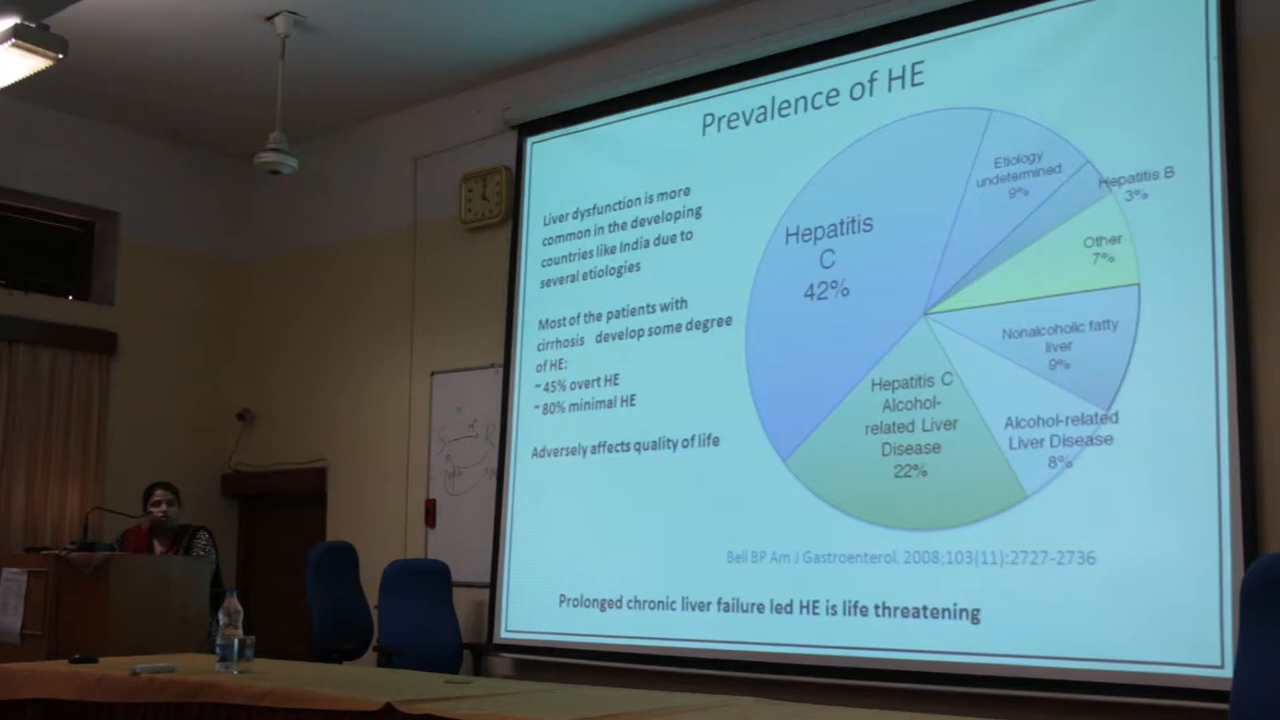 Prevalence of HE
Liver dysfunction is more
common in the developing
countries like India due to
several etiologies
Most of the patients with
cirrhosis develop some degree
of HE:
~45% overt HE
~80% minimal HE
Adversely affects quality of life
Hepatitis
C
42%
Etiology
undetermined
9%
Hepatitis B
3%
Other
7%
Nonalcoholic fatty
liver
9%
Alcohol-related
Liver Disease
8%
Hepatitis C
Alcohol-
related Liver
Disease
22%
Bell BP Am J Gastroenterol. 2008;103(11):2727-2736
Prolonged chronic liver failure led HE is life threatening